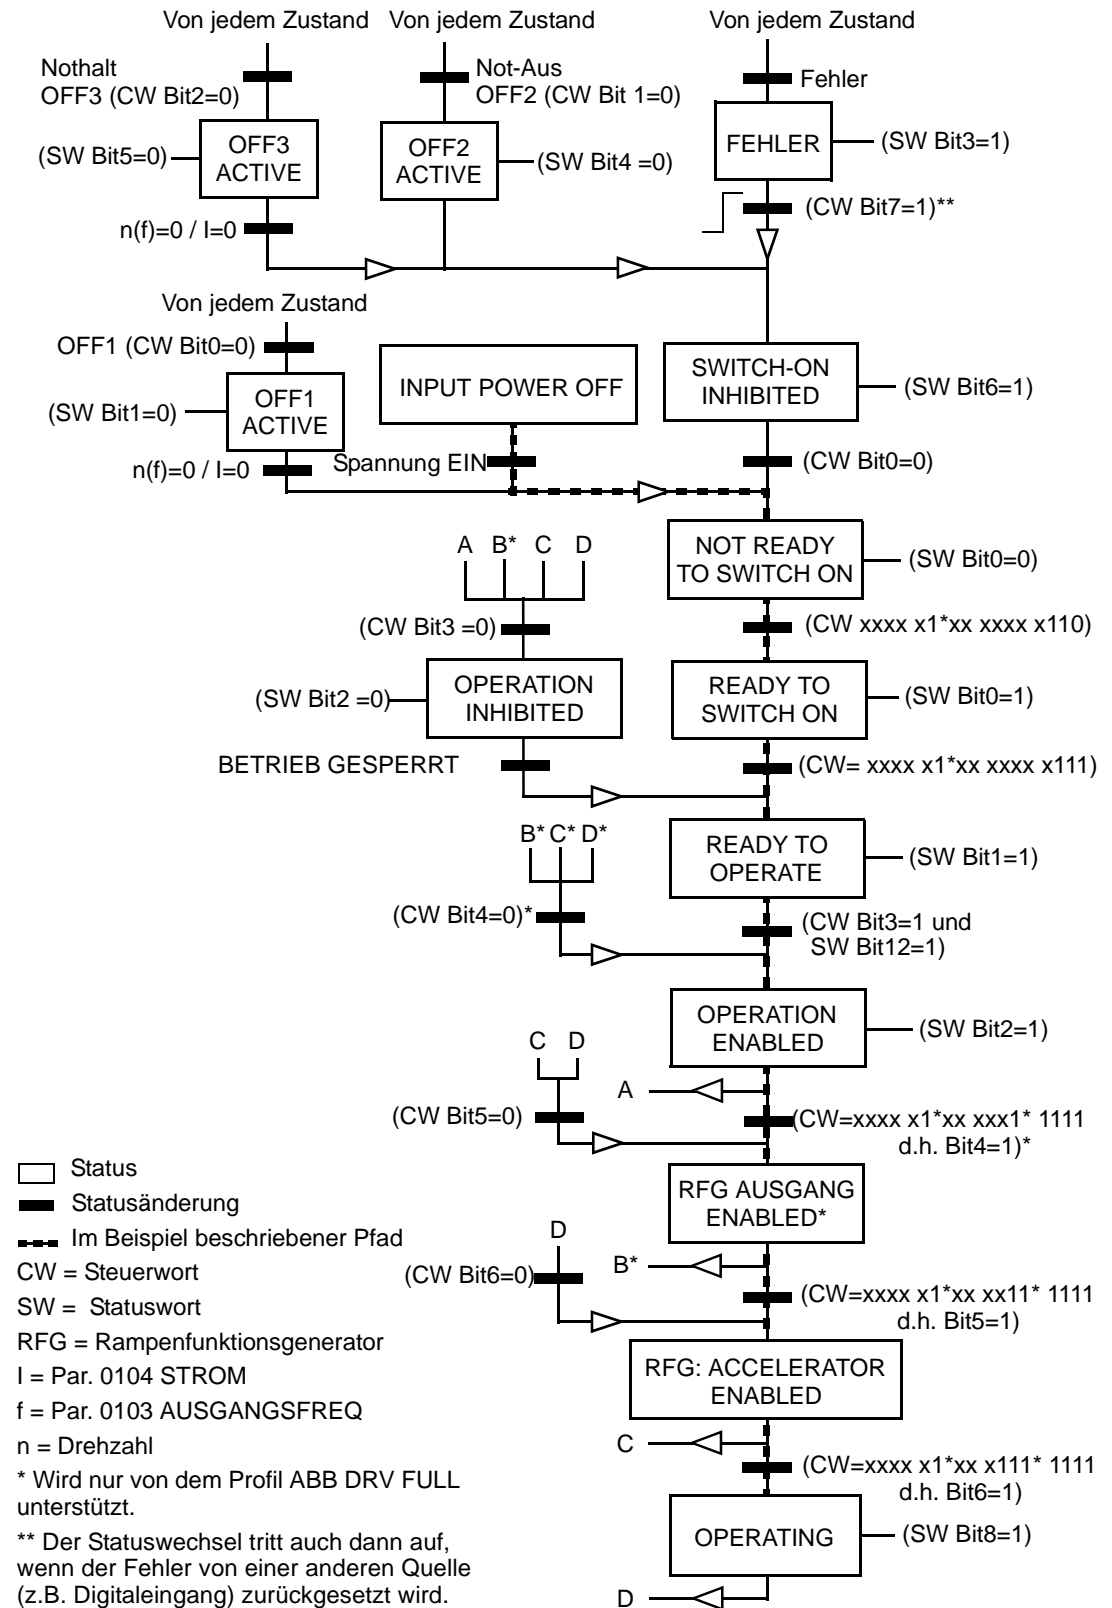 Von jedem Zustand
Von jedem Zustand
Von jedem Zustand
Nothalt
OFF3 (CW Bit2=0)
Not-Aus
OFF2 (CW Bit 1=0)
Fehler
(SW Bit5=0)
OFF3
ACTIVE
OFF2
ACTIVE
(SW Bit4 =0)
FEHLER
(SW Bit3=1)
(CW Bit7=1)**
n(f)=0 / I=0
Von jedem Zustand
OFF1 (CW Bit0=0)
(SW Bit1=0)
OFF1
ACTIVE
INPUT POWER OFF
SWITCH-ON
INHIBITED
(SW Bit6=1)
n(f)=0 / I=0
Spannung EIN
(CW Bit0=0)
A B* C D
NOT READY
TO SWITCH ON
(SW Bit0=0)
(CW Bit3 =0)
(CW xxxx x1*xx xxxx x110)
(SW Bit2 =0)
OPERATION
INHIBITED
READY TO
SWITCH ON
(SW Bit0=1)
BETRIEB GESPERRT
(CW= xxxx x1*xx xxxx x111)
B* C* D*
READY TO
OPERATE
(SW Bit1=1)
(CW Bit4=0)*
(CW Bit3=1 und
SW Bit12=1)
OPERATION
ENABLED
(SW Bit2=1)
C D
A
(CW Bit5=0)
(CW=xxxx x1*xx xxx1* 1111
d.h. Bit4=1)*
RFG AUSGANG
ENABLED*
D
B*
(CW Bit6=0)
(CW=xxxx x1*xx xx11* 1111
d.h. Bit5=1)
RFG: ACCELERATOR
ENABLED
C
(CW=xxxx x1*xx x111* 1111
d.h. Bit6=1)
OPERATING
(SW Bit8=1)
D
Status
Statusänderung
Im Beispiel beschriebener Pfad
CW = Steuerwort
SW = Statuswort
RFG = Rampenfunktionsgenerator
I = Par. 0104 STROM
f = Par. 0103 AUSGANGSFREQ
n = Drehzahl
* Wird nur von dem Profil ABB DRV FULL
unterstützt.
** Der Statuswechsel tritt auch dann auf,
wenn der Fehler von einer anderen Quelle
(z.B. Digitaleingang) zurückgesetzt wird.